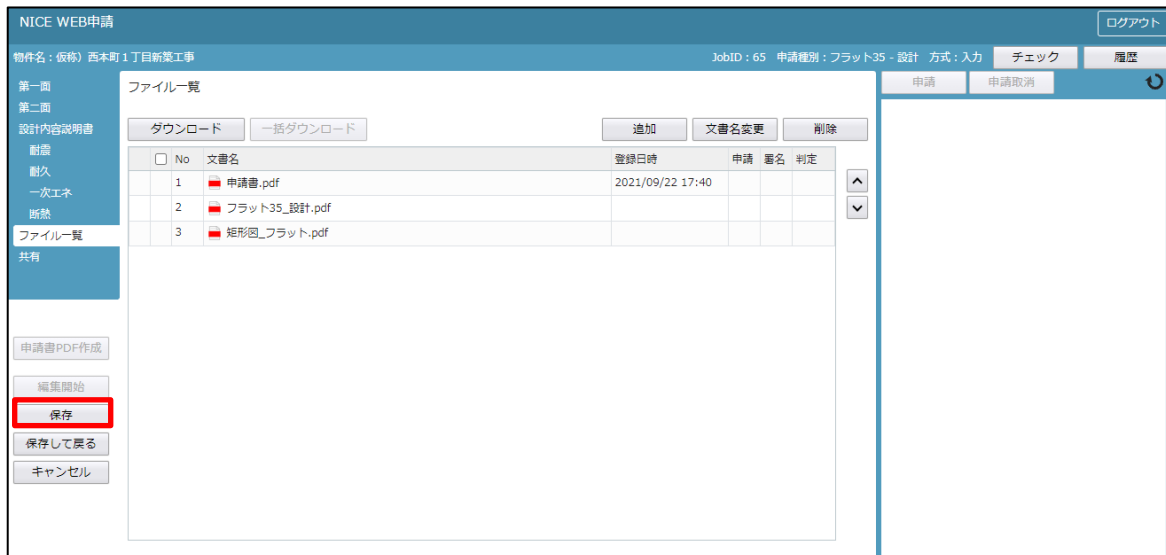 NICE WEB申請
ログアウト
物件名：仮称）西本町１丁目新築工事
JobID：65 申請種別：フラット35 - 設計 方式：入力
チェック
履歴
第一面
第二面
設計内容説明書
耐震
耐久
一次エネ
断熱
ファイル一覧
共有
申請書PDF作成
編集開始
保存
保存して戻る
キャンセル
ファイル一覧
ダウンロード
一括ダウンロード
追加
文書名変更
削除
No 文書名 登録日時 申請 署名 判定
1 申請書.pdf 2021/09/22 17:40
2 フラット35_設計.pdf
3 矩形図_フラット.pdf
申請
申請取消